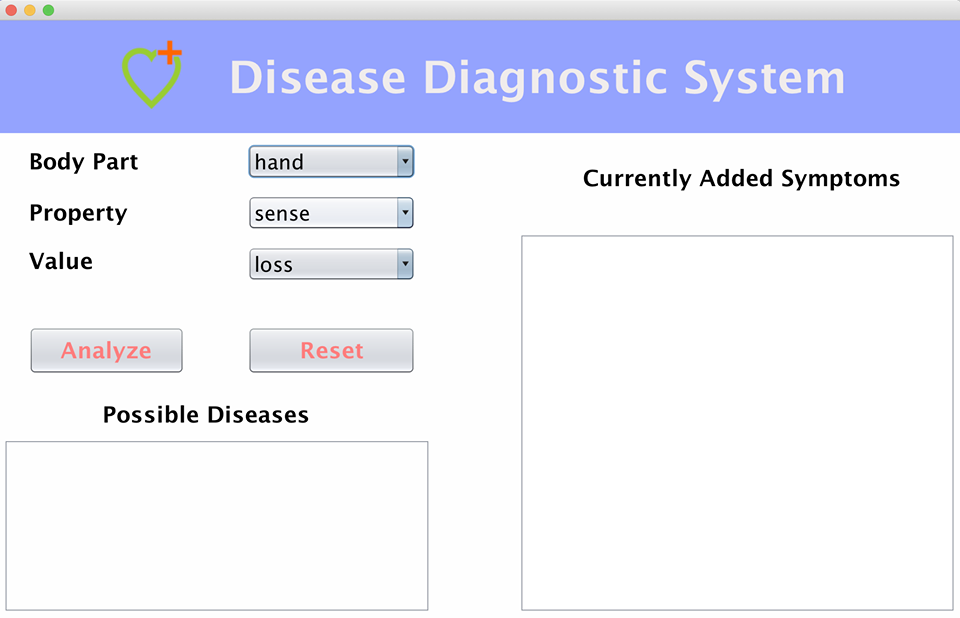 Disease Diagnostic System
Body Part
hand
Property
sense
Value
loss
Analyze
Reset
Possible Diseases
Currently Added Symptoms